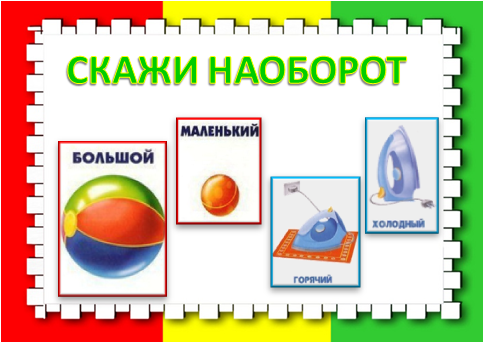 СКАЖИ НАОБОРОТ
БОЛЬШОЙ
МАЛЕНЬКИЙ
ГОРЯЧИЙ
ХОЛОДНЫЙ